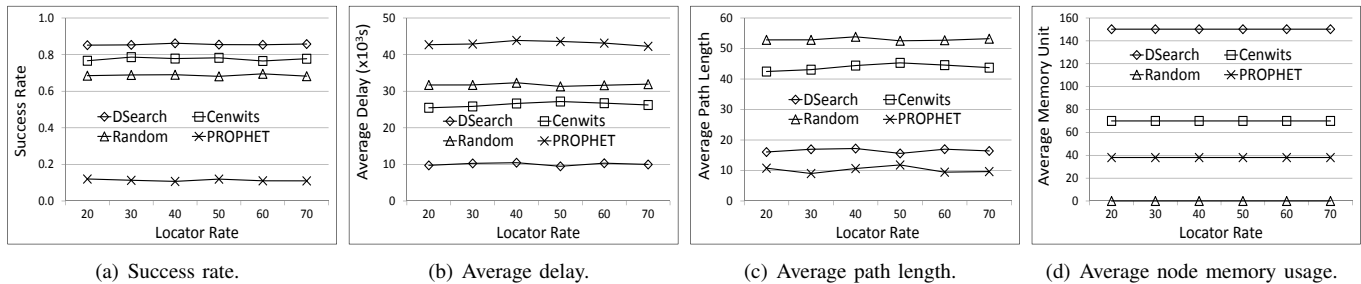 1.0
0.8
0.6
0.4
0.2
0.0
Success Rate
DSearch
Cenwits
Random
PROPHET
20 30 40 50 60 70
Locator Rate
(a) Success rate.
50
40
30
20
10
0
Average Delay (x10³s)
DSearch
Cenwits
Random
PROPHET
20 30 40 50 60 70
Locator Rate
(b) Average delay.
60
50
40
30
20
10
0
Average Path Length
DSearch
Cenwits
Random
PROPHET
20 30 40 50 60 70
Locator Rate
(c) Average path length.
160
140
120
100
80
60
40
20
0
Average Memory Unit
DSearch
Cenwits
Random
PROPHET
20 30 40 50 60 70
Locator Rate
(d) Average node memory usage.